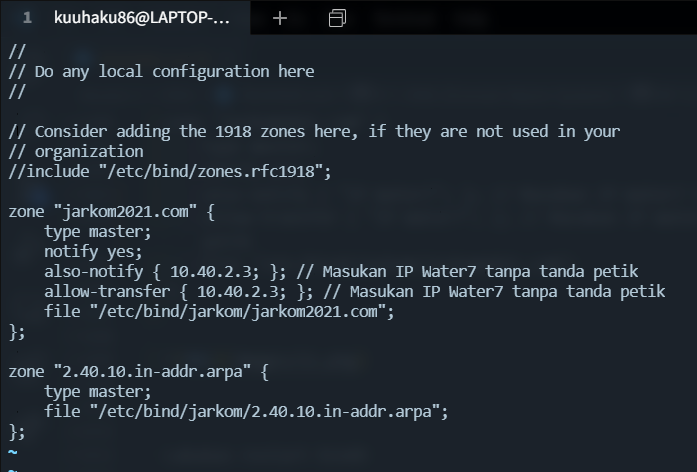 1 kuuhaku86@LAPTOP-...
//
// Do any local configuration here
//
// Consider adding the 1918 zones here, if they are not used in your
// organization
//include "/etc/bind/zones.rfc1918";
zone "jarkom2021.com" {
    type master;
    notify yes;
    also-notify { 10.40.2.3; }; // Masukan IP Water7 tanpa tanda petik
    allow-transfer { 10.40.2.3; }; // Masukan IP Water7 tanpa tanda petik
    file "/etc/bind/jarkom/jarkom2021.com";
};
zone "2.40.10.in-addr.arpa" {
    type master;
    file "/etc/bind/jarkom/2.40.10.in-addr.arpa";
};
~
~